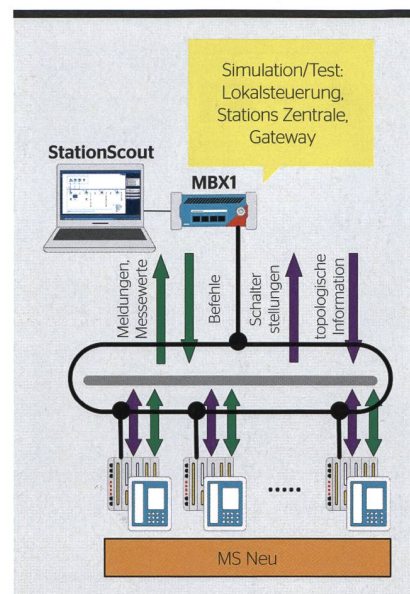 Simulation/Test:
Lokalsteuerung,
Stations Zentrale,
Gateway
StationScout
MBX1
Meldungen,
Messewerte
Befehle
Schalter
stellungen
topologische
Information
MS Neu